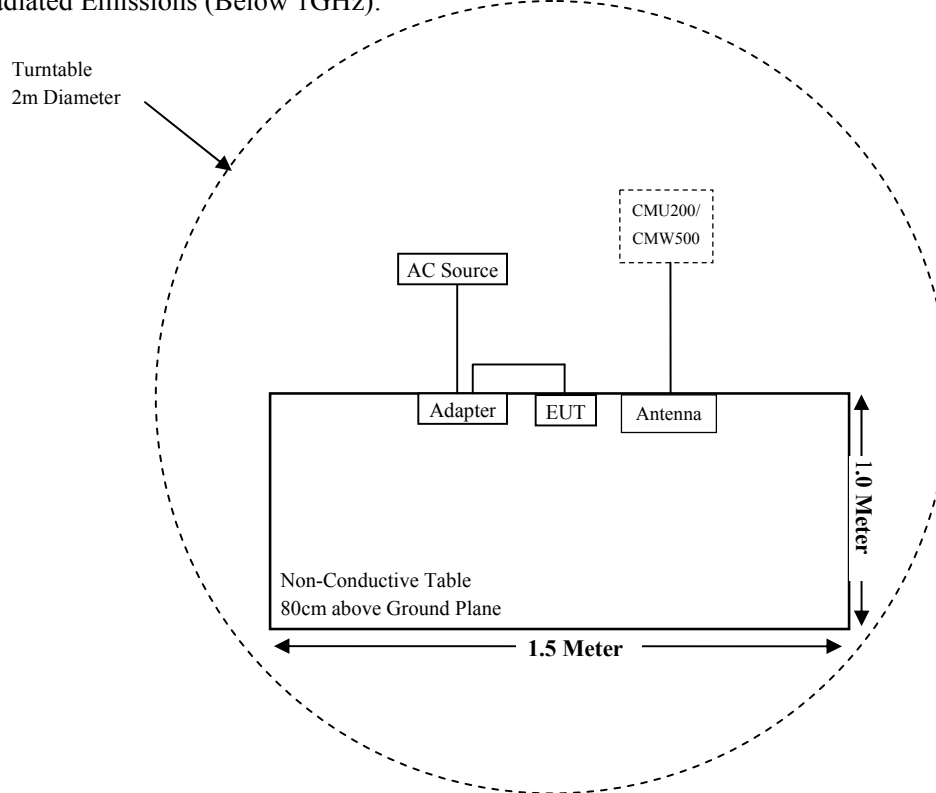 adiated Emissions (Below 1GHz):
Turntable
2m Diameter
CMU200/
CMW500
AC Source
Adapter
EUT
Antenna
1.0 Meter
Non-Conductive Table
80cm above Ground Plane
1.5 Meter